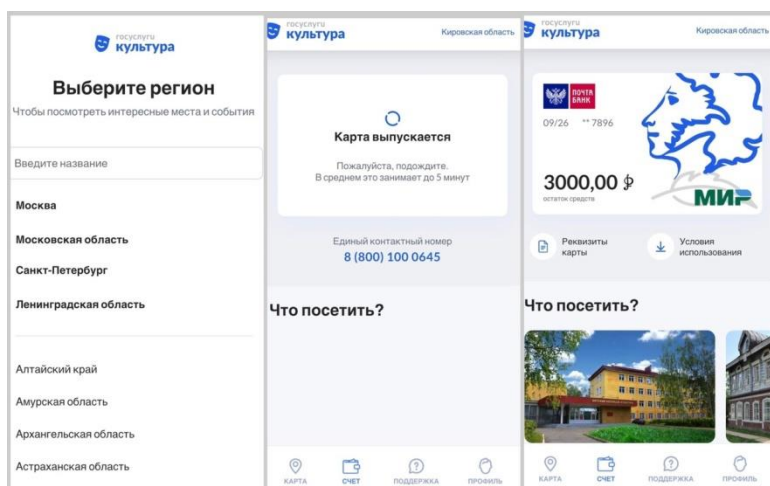 госуслуги
культура
Выберите регион
Чтобы посмотреть интересные места и события
Введите название
Москва
Московская область
Санкт-Петербург
Ленинградская область
Алтайский край
Амурская область
Архангельская область
Астраханская область
госуслуги
культура
Кировская область
Карта выпускается
Пожалуйста, подождите.
В среднем это занимает до 5 минут
Единый контактный номер
8 (800) 100 0645
Что посетить?
КАРТА
СЧЕТ
ПОДДЕРЖКА
ПРОФИЛЬ
госуслуги
культура
Кировская область
ПОЧТА
БАНК
09/26 ** 7896
3000,00 ₽
остаток средств
МИР
Реквизиты
карты
Условия
использования
Что посетить?
КАРТА
СЧЕТ
ПОДДЕРЖКА
ПРОФИЛЬ